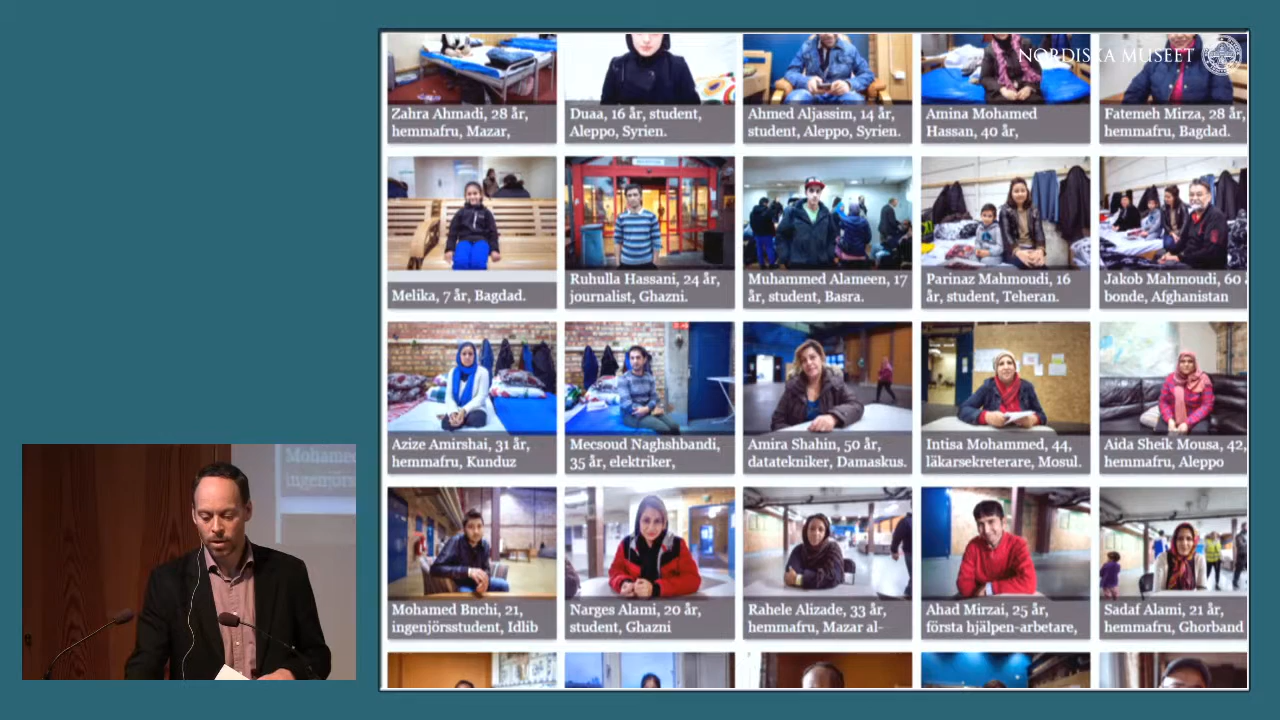 NORDISKA MUSEET
Zahra Ahmadi, 28 år,
hemmafru, Mazar,
Duaa, 16 år, student,
Aleppo, Syrien.
Ahmed Aljassim, 14 år,
student, Aleppo, Syrien.
Amina Mohamed
Hassan, 40 år,
Fatemeh Mirza, 28 år,
hemmafru, Bagdad.
Melika, 7 år, Bagdad.
Ruhulla Hassani, 24 år,
journalist, Ghazni.
Muhammed Alameen, 17
år, student, Basra.
Parinaz Mahmoudi, 16
år, student, Teheran.
Jakob Mahmoudi, 60
bonde, Afghanistan
Azize Amirshai, 31 år,
hemmafru, Kunduz
Mecsoud Naghshbandi,
35 år, elektriker,
Amira Shahin, 50 år,
datatekniker, Damaskus.
Intisa Mohammed, 44,
läkarsekreterare, Mosul.
Aida Sheik Mousa, 42,
hemmafru, Aleppo
Mohamed Bnchi, 21,
ingenjörsstudent, Idlib
Narges Alami, 20 år,
student, Ghazni
Rahele Alizade, 33 år,
hemmafru, Mazar al-
Ahad Mirzai, 25 år,
första hjälpen-arbetare,
Sadaf Alami, 21 år,
hemmafru, Ghorband
Mohamed
ingenjörs